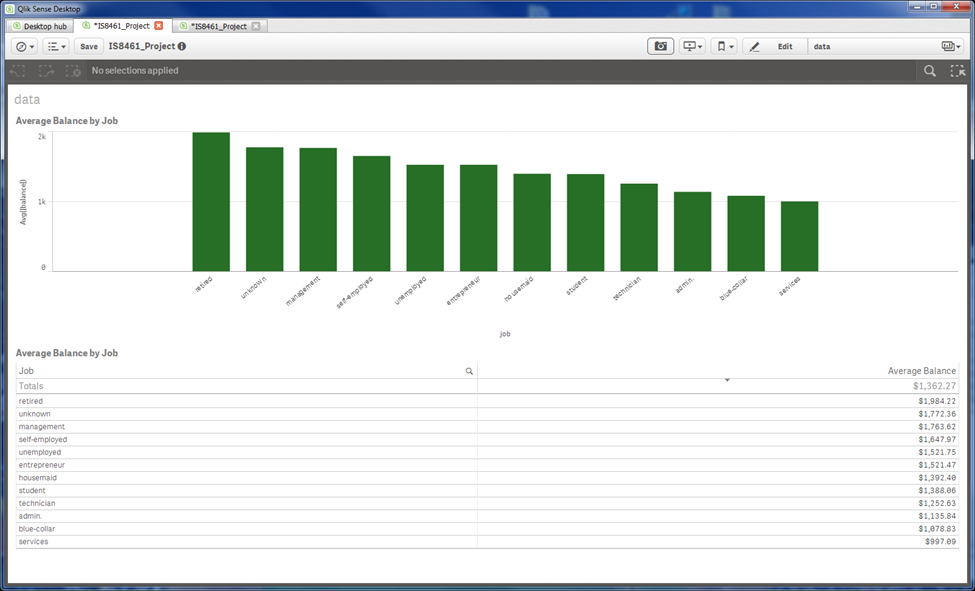 Qlik Sense Desktop
Desktop hub *IS8461_Project *IS8461_Project
Save IS8461_Project Edit data
No selections applied
data
Average Balance by Job
2k
1k
0
Avg([balance])
retired unknown management self-employed unemployed entrepreneur housemaid student technician admin. blue-collar services
job
Average Balance by Job
Job Average Balance
Totals $1,362.27
retired $1,984.22
unknown $1,772.36
management $1,763.62
self-employed $1,647.97
unemployed $1,521.75
entrepreneur $1,521.47
housemaid $1,392.40
student $1,388.06
technician $1,252.63
admin. $1,135.84
blue-collar $1,078.83
services $997.09